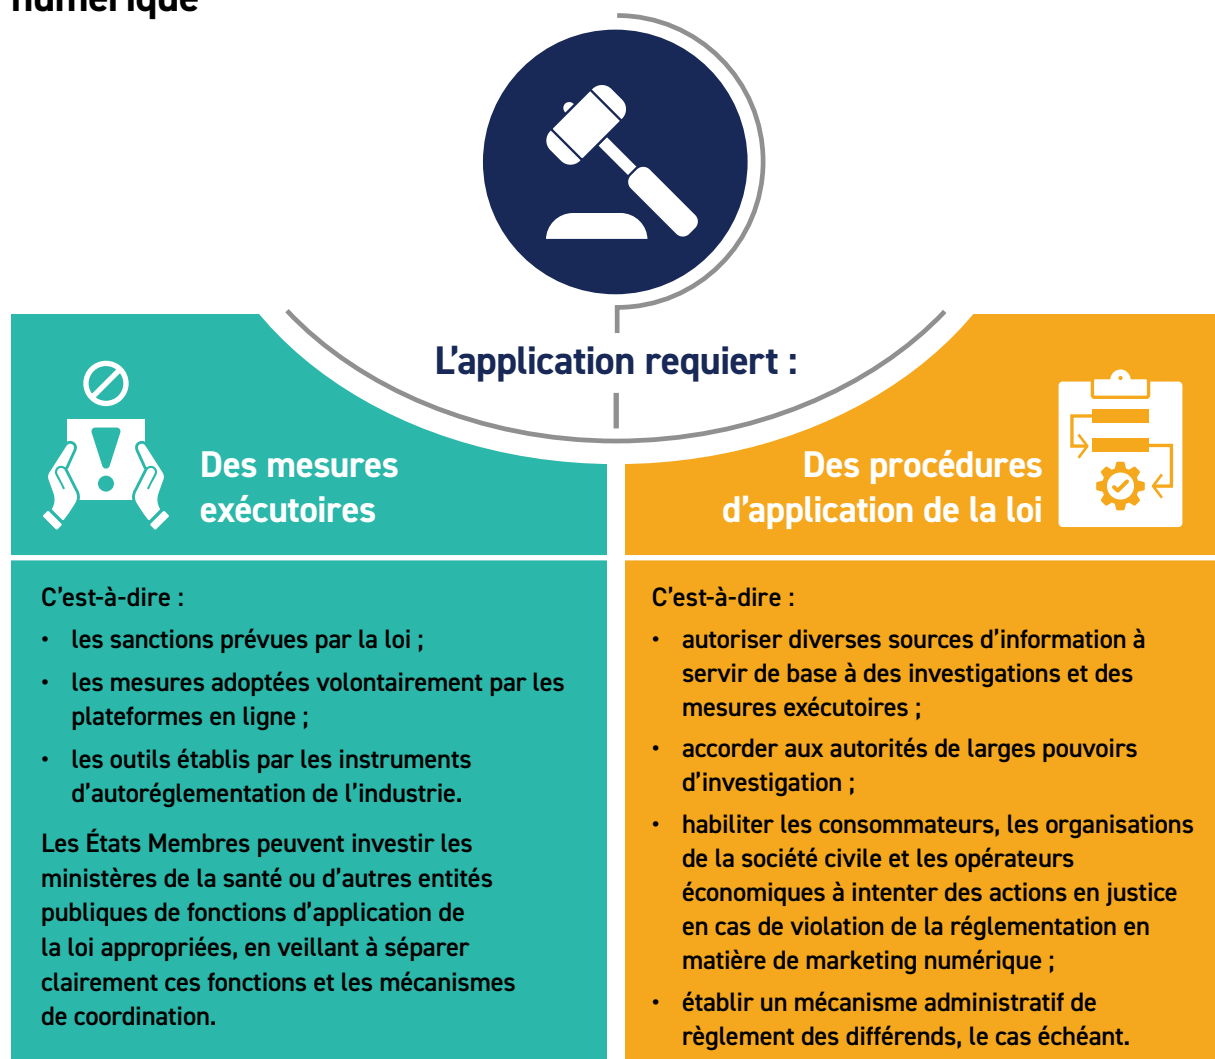 numérique
L’application requiert :
Des mesures
exécutoires
C’est-à-dire :
• les sanctions prévues par la loi ;
• les mesures adoptées volontairement par les
plateformes en ligne ;
• les outils établis par les instruments
d’autoréglementation de l’industrie.
Les États Membres peuvent investir les
ministères de la santé ou d’autres entités
publiques de fonctions d’application de
la loi appropriées, en veillant à séparer
clairement ces fonctions et les mécanismes
de coordination.
Des procédures
d’application de la loi
C’est-à-dire :
• autoriser diverses sources d’information à
servir de base à des investigations et des
mesures exécutoires ;
• accorder aux autorités de larges pouvoirs
d’investigation ;
• habiliter les consommateurs, les organisations
de la société civile et les opérateurs
économiques à intenter des actions en justice
en cas de violation de la réglementation en
matière de marketing numérique ;
• établir un mécanisme administratif de
règlement des différends, le cas échéant.